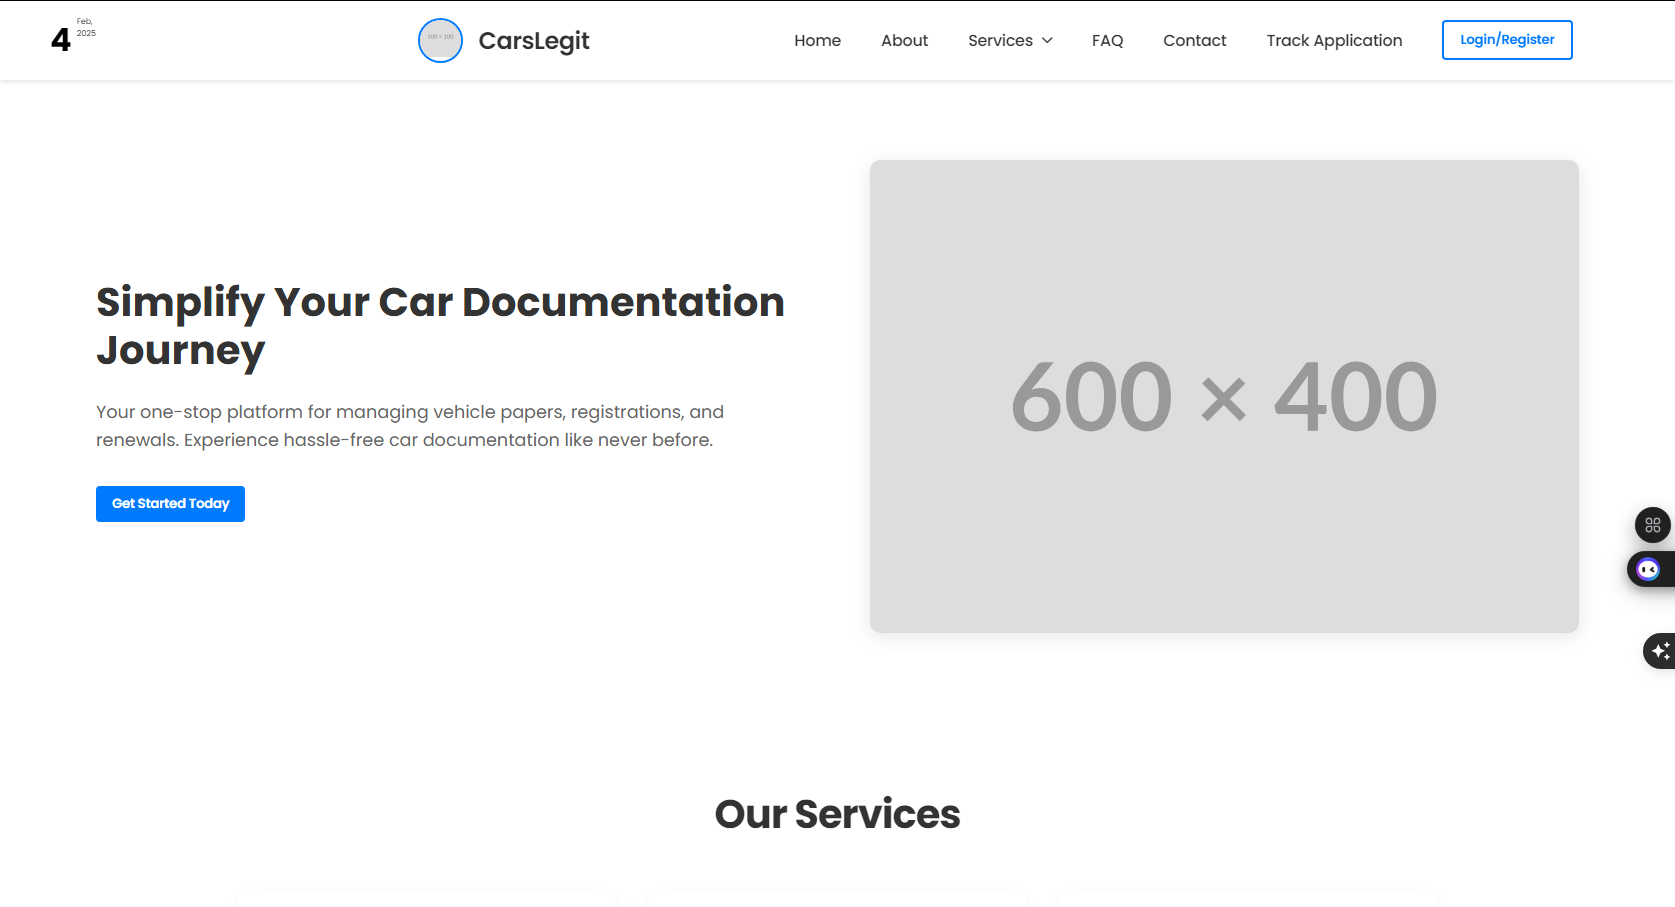 4
Feb,
2025
100 × 100
CarsLegit
Home
About
Services
FAQ
Contact
Track Application
Login/Register
Simplify Your Car Documentation
Journey
Your one-stop platform for managing vehicle papers, registrations, and
renewals. Experience hassle-free car documentation like never before.
Get Started Today
600 × 400
Our Services